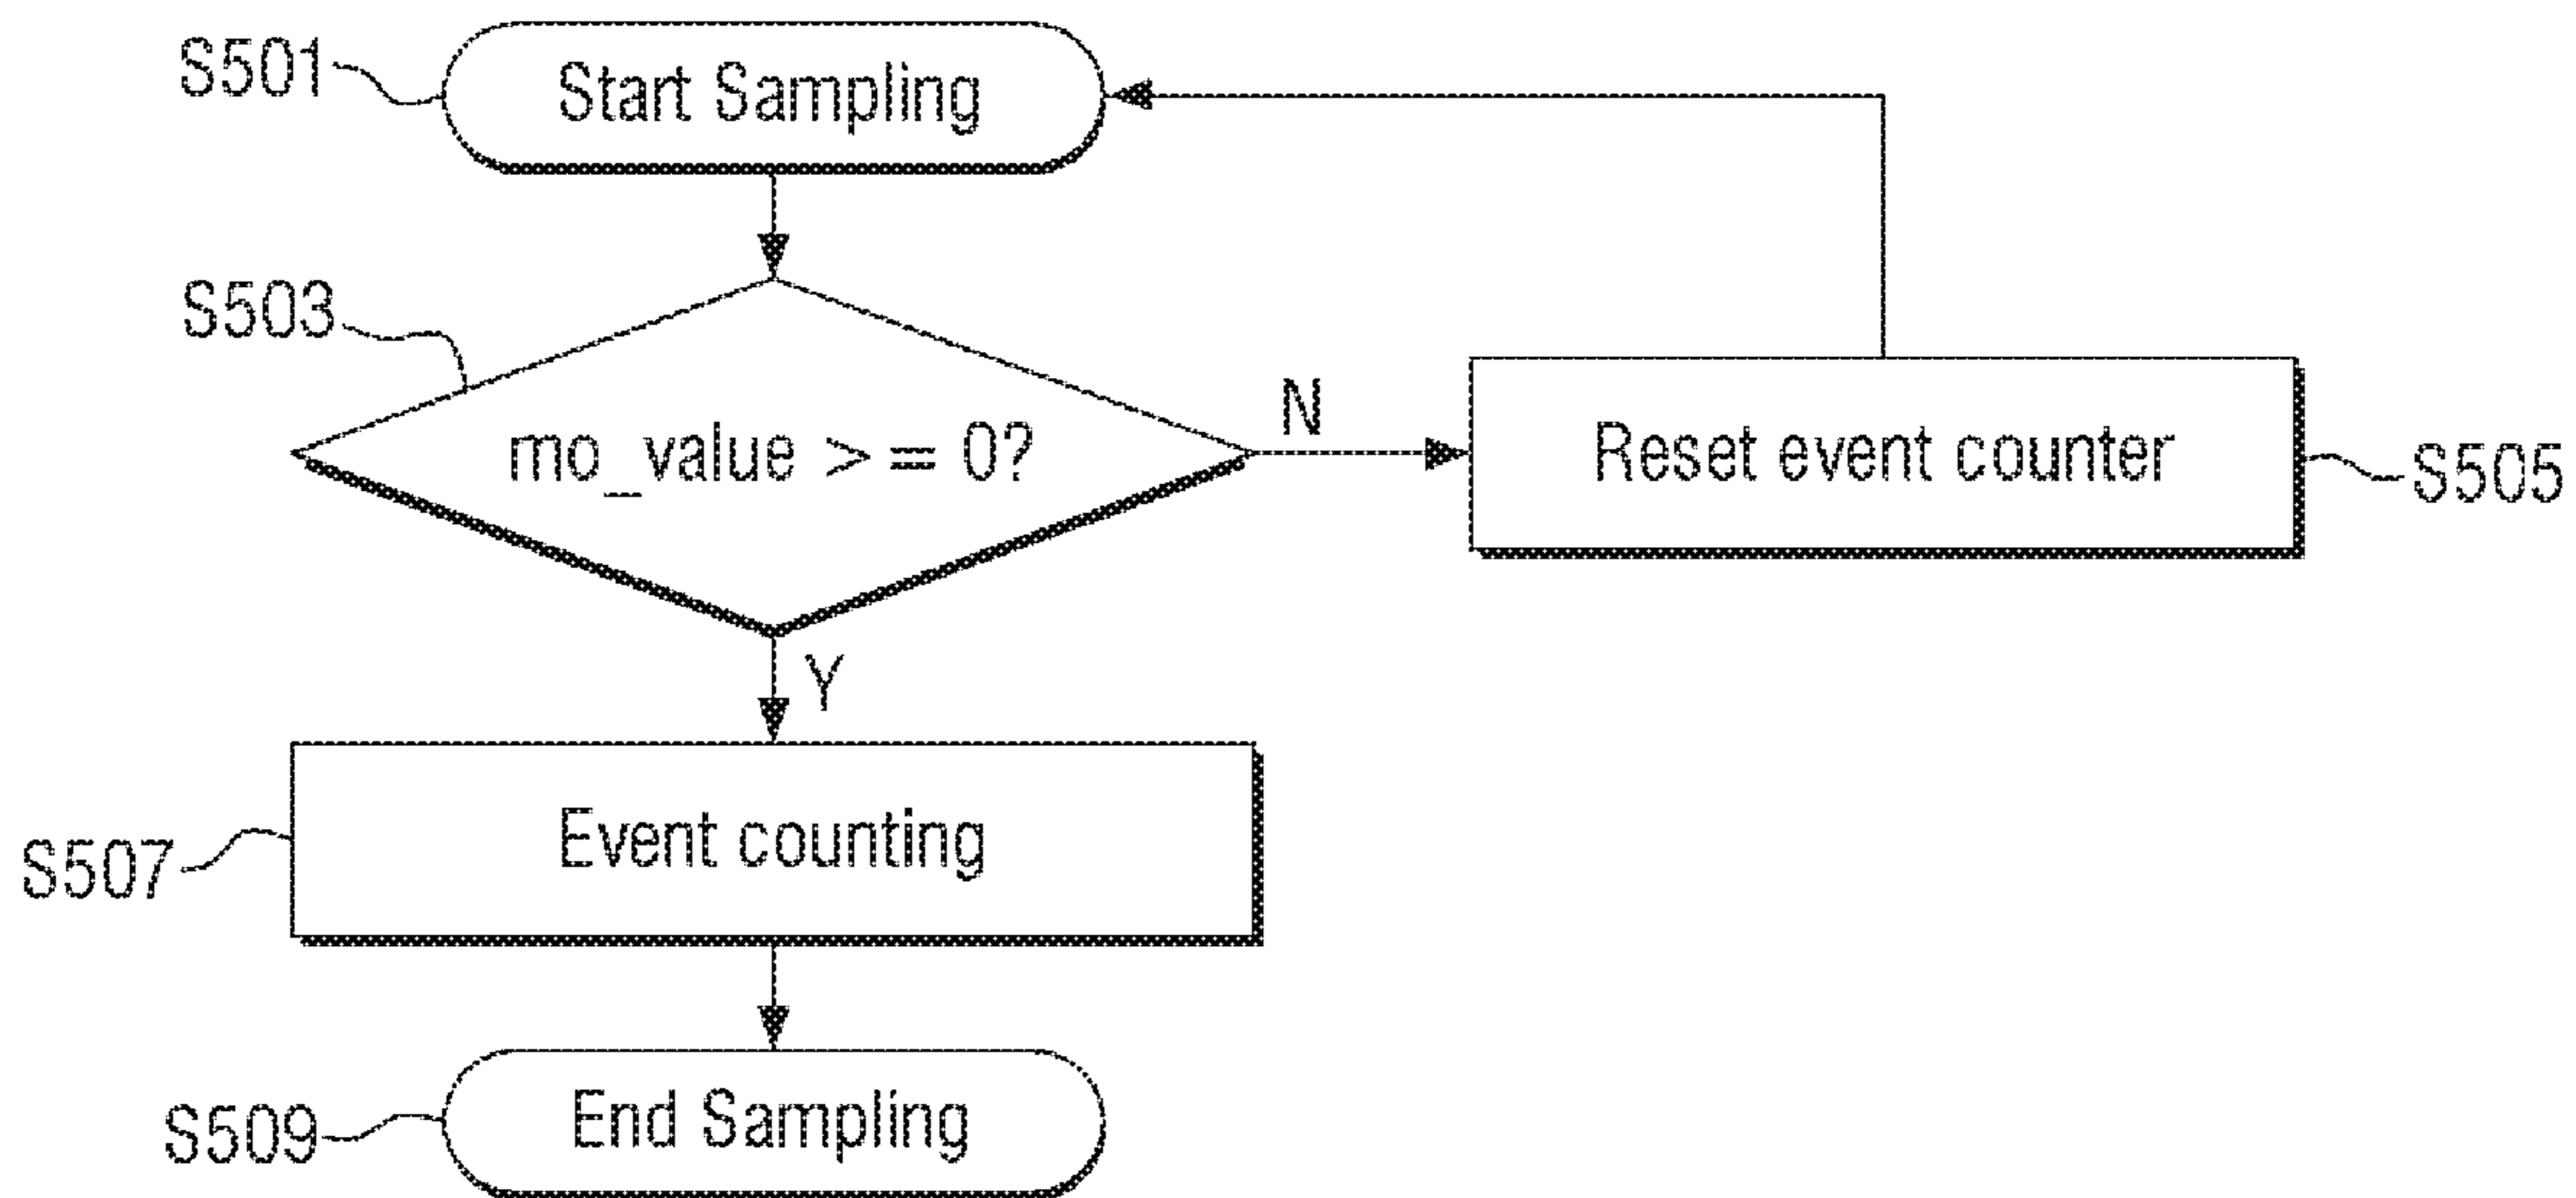 S501
Start Sampling
S503
mo_value > = 0?
N
Reset event counter
S505
Y
Event counting
S507
End Sampling
S509